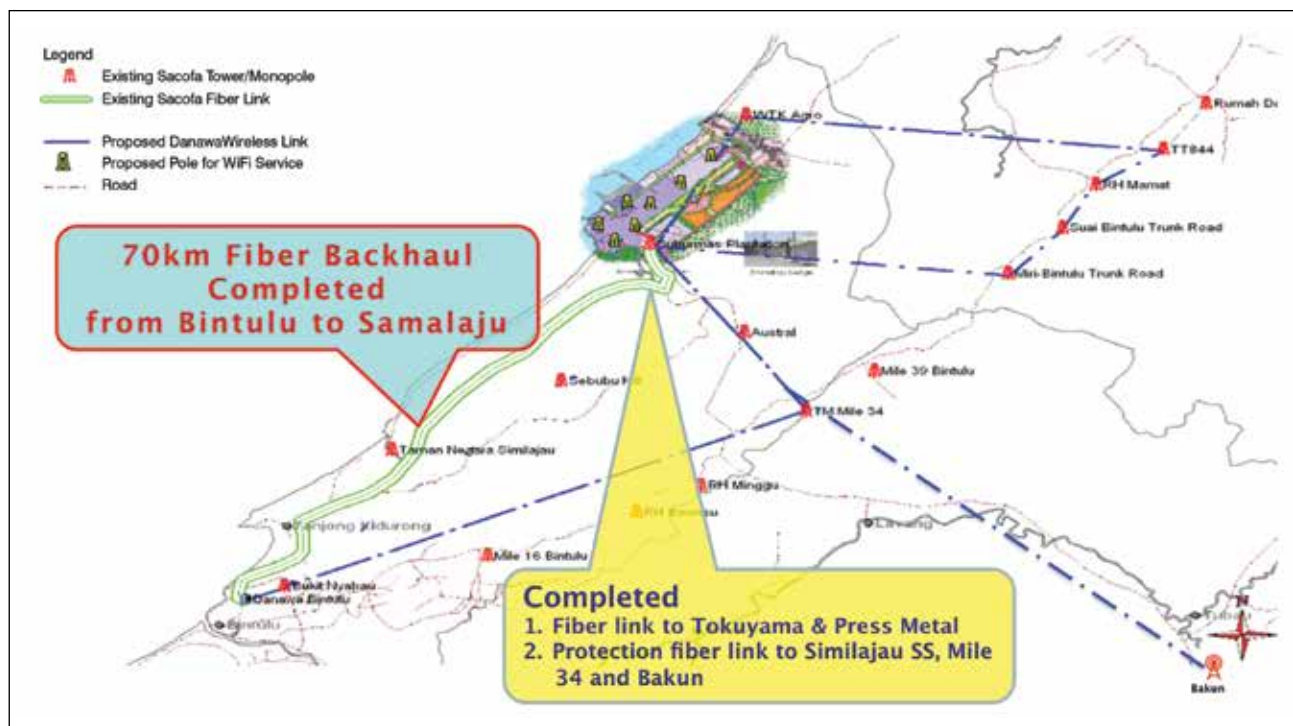 Legend
Existing Sacofa Tower/Monopole
Existing Sacofa Fiber Link
Proposed DanawaWireless Link
Proposed Pole for WiFi Service
Road
70km Fiber Backhaul
Completed
from Bintulu to Samalaju
Rumah
TT844
RH Mamat
Suai Bintulu Trunk Road
Miri-Bintulu Trunk Road
Plantation
Austral
Mile 39 Bintulu
Sebubu
TM Mile 34
Taman Negara Similajau
RH Minggu
RH
Lavang
Tanjong Kidurong
Mile 16 Bintulu
Bukit Nyabau
Danawa Bintulu
Bintulu
Completed
1. Fiber link to Tokuyama & Press Metal
2. Protection fiber link to Similajau SS, Mile
34 and Bakun
N
Tubau
Bakun